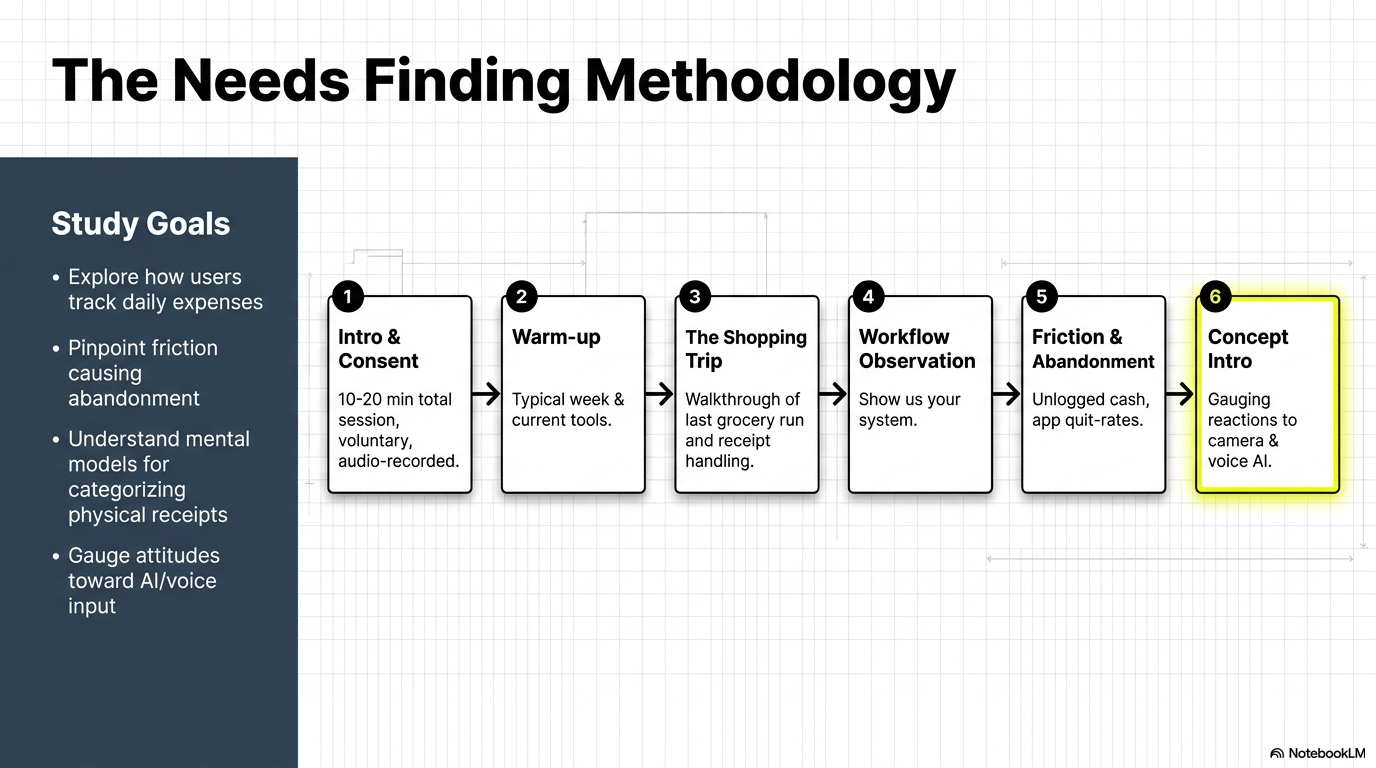 The Needs Finding Methodology
Study Goals
• Explore how users
track daily expenses
• Pinpoint friction
causing
abandonment
• Understand mental
models for
categorizing
physical receipts
• Gauge attitudes
toward AI/voice
input
1
Intro &
Consent
10-20 min total
session,
voluntary,
audio-recorded.
2
Warm-up
Typical week &
current tools.
3
The Shopping
Trip
Walkthrough of
last grocery run
and receipt
handling.
4
Workflow
Observation
Show us your
system.
5
Friction &
Abandonment
Unlogged cash,
app quit-rates.
6
Concept
Intro
Gauging
reactions to
camera &
voice AI.
NotebookLM